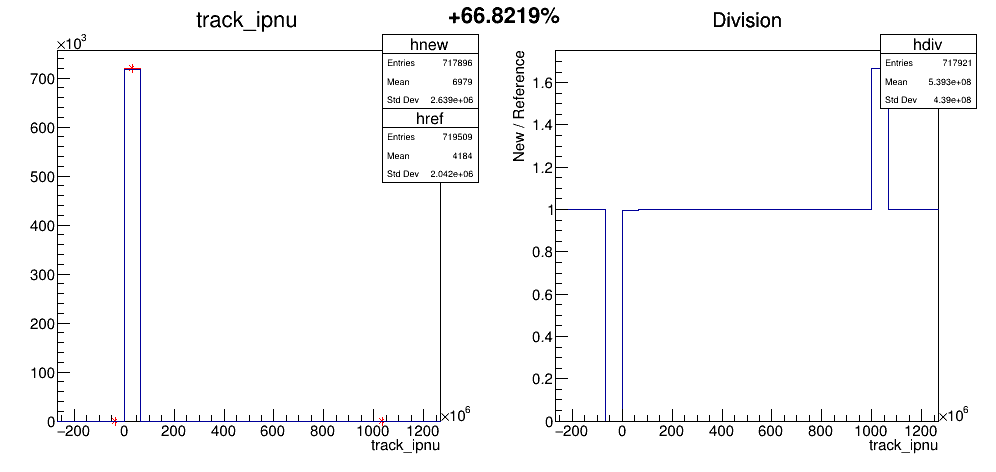 +66.8219%
track_ipnu
×10³
700
600
500
400
300
200
100
0
−200 0 200 400 600 800 1000 1200
×10⁶
track_ipnu
hnew
Entries 717896
Mean 6979
Std Dev 2.639e+06
href
Entries 719509
Mean 4184
Std Dev 2.042e+06
Division
New / Reference
1.6
1.4
1.2
1
0.8
0.6
0.4
0.2
0
−200 0 200 400 600 800 1000 1200
×10⁶
track_ipnu
hdiv
Entries 717921
Mean 5.393e+08
Std Dev 4.39e+08